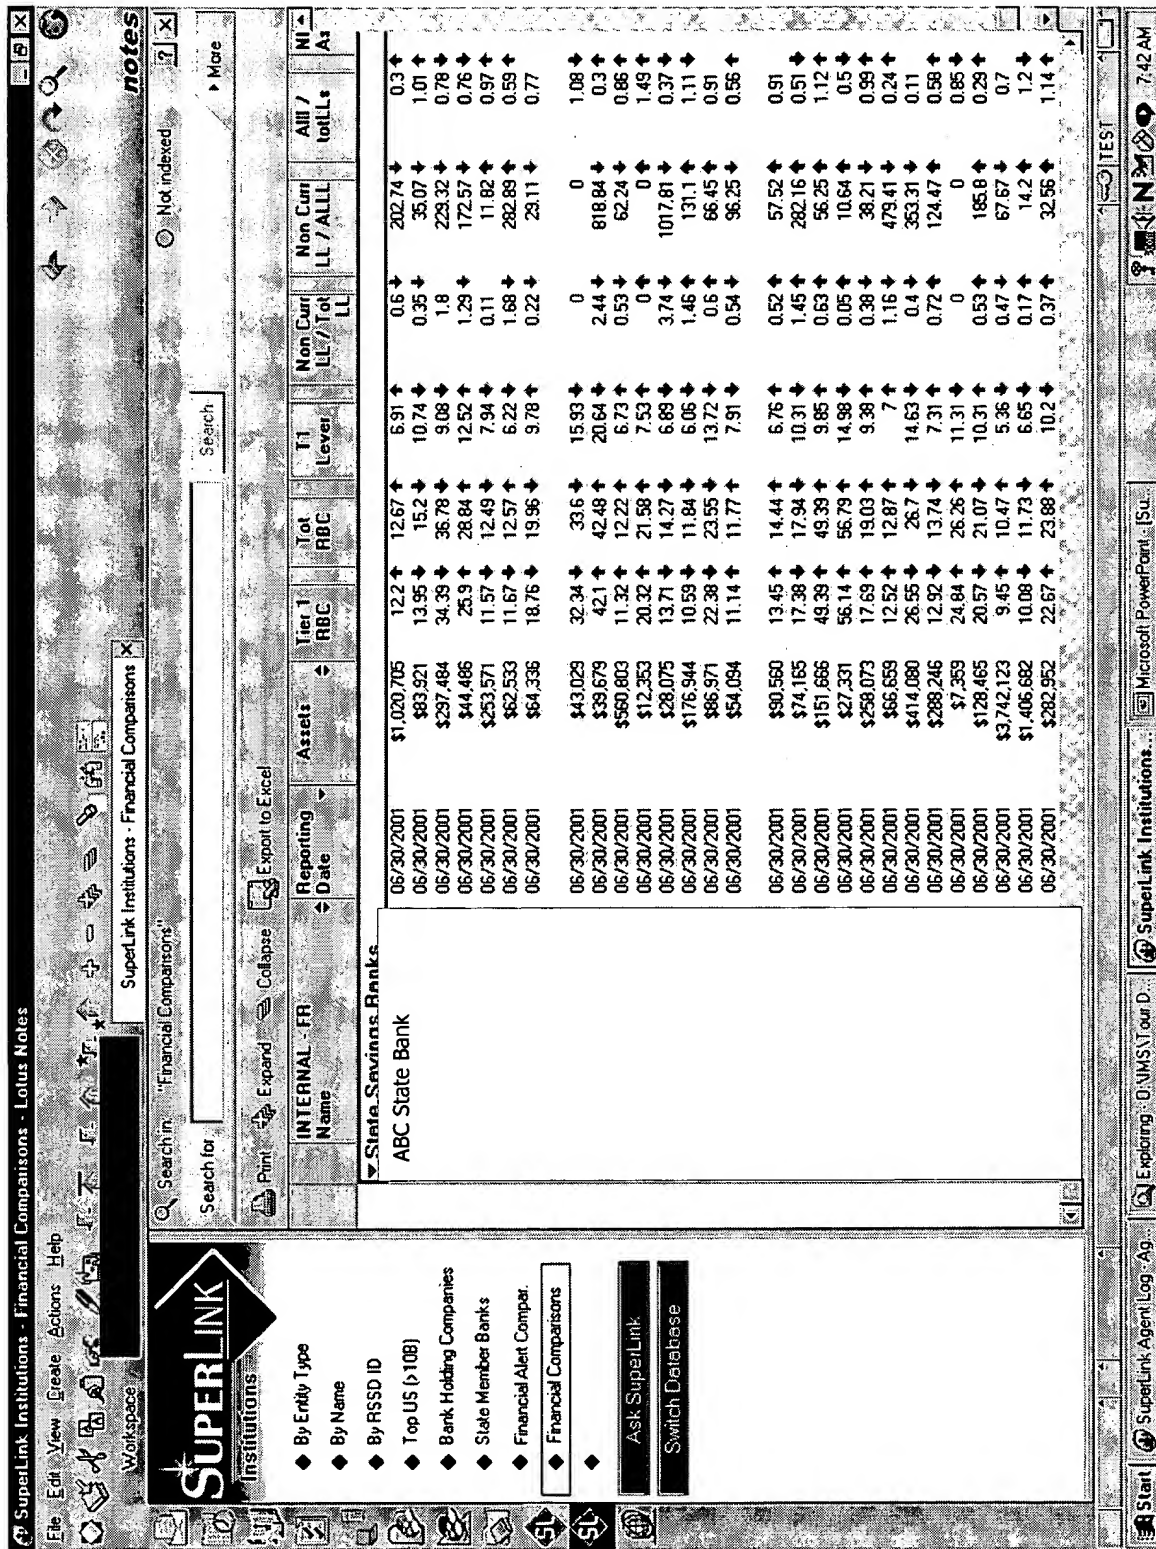 SuperLink Institutions - Financial Comparisons - Lotus Notes
File Edit View Create Actions Help
notes
Workspace
SuperLink Institutions - Financial Comparisons
SUPERLINK
Institutions
By Entity Type
By Name
By RSSD ID
Top US (>10B)
Bank Holding Companies
State Member Banks
Financial Alert Compar.
Financial Comparisons
Ask SuperLink
Switch Database
Search in: "Financial Comparisons"
Not indexed
Search for
Search
More
Print Expand Collapse Export to Excel
INTERNAL - FR Name Reporting Date Assets Tier 1 RBC Tot RBC T1 Lever Non Curr LL / Tot LL Non Curr LL / ALLL Alll / totLLs NI As
State Savings Banks
ABC State Bank
06/30/2001 $1,020,705 12.2 12.67 6.91 0.6 202.74 0.3
06/30/2001 $83,921 13.95 15.2 10.74 0.35 35.07 1.01
06/30/2001 $297,484 34.39 36.78 9.08 1.8 229.32 0.78
06/30/2001 $44,486 25.9 28.84 12.52 1.29 172.57 0.76
06/30/2001 $253,571 11.57 12.49 7.94 0.11 11.82 0.97
06/30/2001 $62,533 11.67 12.57 6.22 1.68 282.89 0.59
06/30/2001 $64,336 18.76 19.96 9.78 0.22 29.11 0.77
06/30/2001 $43,029 32.34 33.6 15.93 0 0 1.08
06/30/2001 $39,679 42.1 42.48 20.64 2.44 818.84 0.3
06/30/2001 $560,803 11.32 12.22 6.73 0.53 62.24 0.86
06/30/2001 $12,353 20.32 21.58 7.53 0 0 1.49
06/30/2001 $28,075 13.71 14.27 6.89 3.74 1017.81 0.37
06/30/2001 $176,944 10.59 11.84 6.06 1.46 131.1 1.11
06/30/2001 $86,971 22.38 23.55 13.72 0.6 66.45 0.91
06/30/2001 $54,094 11.14 11.77 7.91 0.54 96.25 0.56
06/30/2001 $90,560 13.45 14.44 6.76 0.52 57.52 0.91
06/30/2001 $74,165 17.38 17.94 10.31 1.45 282.16 0.51
06/30/2001 $151,666 49.39 49.39 9.85 0.63 56.25 1.12
06/30/2001 $27,331 56.14 56.79 14.98 0.05 10.64 0.5
06/30/2001 $258,073 17.69 19.03 9.39 0.38 38.21 0.99
06/30/2001 $66,659 12.52 12.87 7 1.16 479.41 0.24
06/30/2001 $414,080 26.55 26.7 14.63 0.4 353.31 0.11
06/30/2001 $288,246 12.92 13.74 7.31 0.72 124.47 0.58
06/30/2001 $7,359 24.84 26.26 11.31 0 0 0.85
06/30/2001 $128,465 20.57 21.07 10.31 0.53 185.8 0.29
06/30/2001 $3,742,123 9.45 10.47 5.36 0.47 67.67 0.7
06/30/2001 $1,406,682 10.08 11.73 6.65 0.17 14.2 1.2
06/30/2001 $282,952 22.67 23.88 10.2 0.37 32.56 1.14
TEST
Start SuperLink Agent Log - Ag... Exploring - D:\IMS\Tour D... SuperLink Institutions... Microsoft PowerPoint - [Su... 7:42 AM